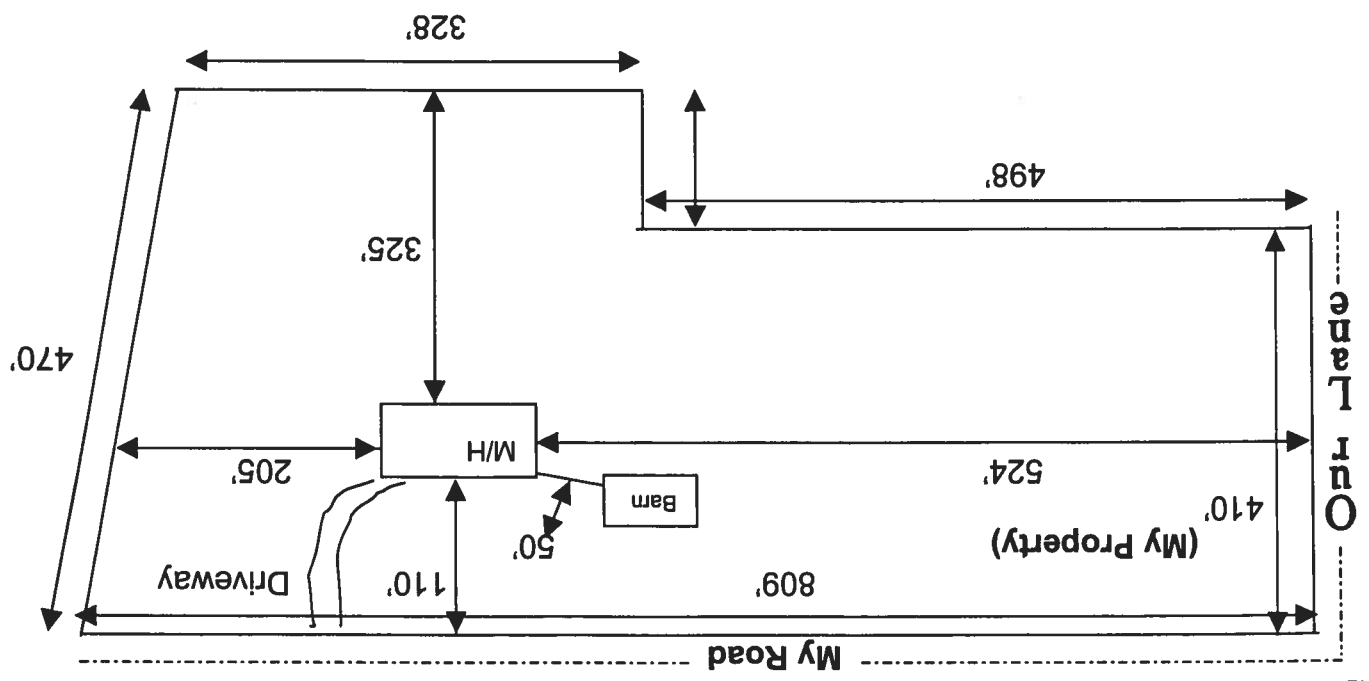 My Road
809'
110'
Driveway
(My Property)
50'
Barn
Our Lane
410'
524'
M/H
205'
470'
325'
498'
328'